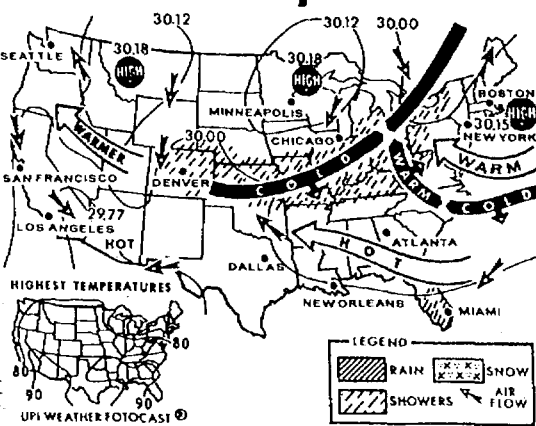 30.12
30.12
30.00
SEATTLE
30.18
HIGH
30.18
HIGH
MINNEAPOLIS
BOSTON
HIGH
30.15
NEW YORK
WARMER
30.00
CHICAGO
COLD
WARM
WARM
COLD
SAN FRANCISCO
DENVER
29.77
LOS ANGELES
HOT
HOT
ATLANTA
DALLAS
NEW ORLEANS
MIAMI
HIGHEST TEMPERATURES
80
80
90
90
UPI WEATHER FOTOCAST ®
LEGEND
RAIN
SNOW
SHOWERS
AIR FLOW